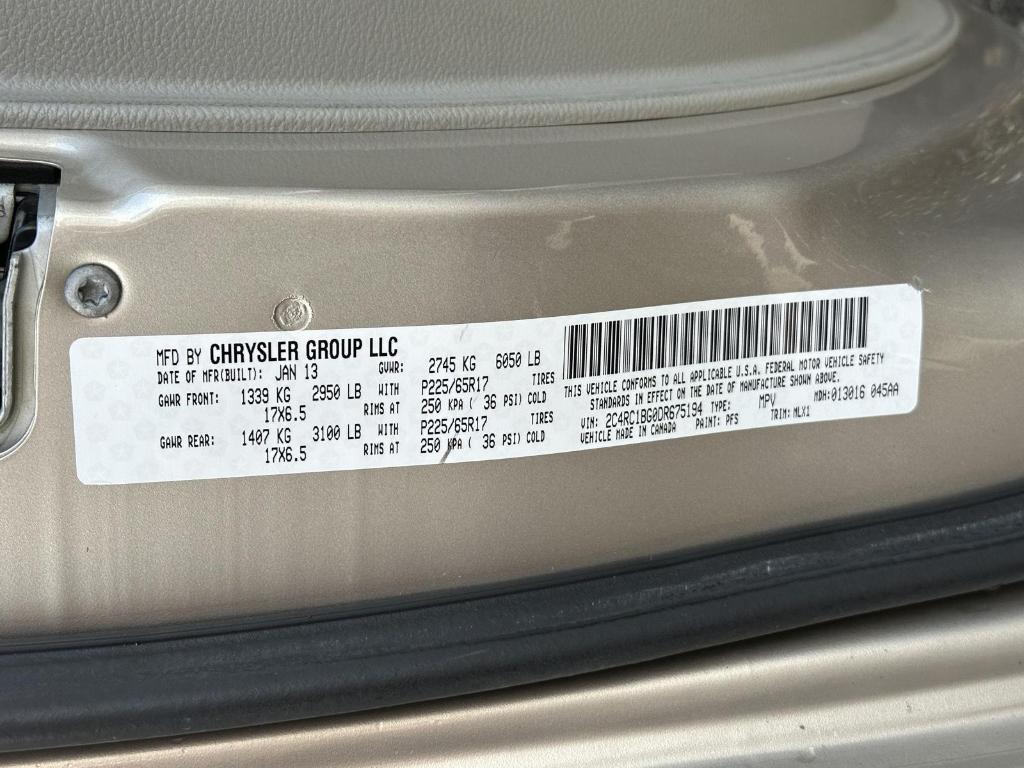 MFD BY CHRYSLER GROUP LLC
DATE OF MFR(BUILT): JAN 13 GVWR: 2745 KG 6050 LB
GAWR FRONT: 1339 KG 2950 LB WITH P225/65R17 TIRES
17X6.5 RIMS AT 250 KPA ( 36 PSI) COLD
GAWR REAR: 1407 KG 3100 LB WITH P225/65R17 TIRES
17X6.5 RIMS AT 250 KPA ( 36 PSI) COLD
THIS VEHICLE CONFORMS TO ALL APPLICABLE U.S.A. FEDERAL MOTOR VEHICLE SAFETY
STANDARDS IN EFFECT ON THE DATE OF MANUFACTURE SHOWN ABOVE.
VIN: 2C4RC1BG0DR675194 TYPE: MPV MDH:013016 045AA
VEHICLE MADE IN CANADA PAINT: PFS TRIM: MLX1